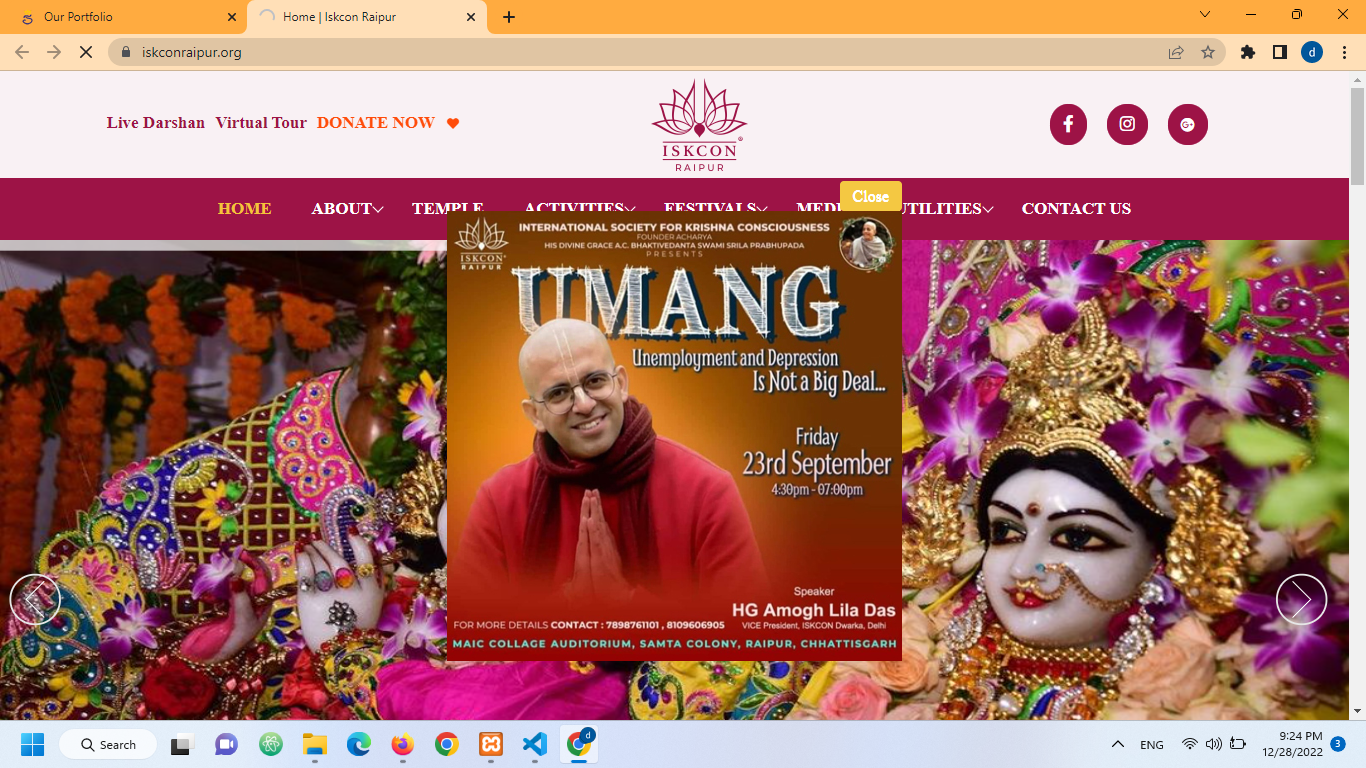 Our Portfolio
Home | Iskcon Raipur
iskconraipur.org
d
Live Darshan Virtual Tour DONATE NOW
ISKCON
RAIPUR
Close
HOME ABOUT TEMPLE ACTIVITIES FESTIVALS UTILITIES CONTACT US
INTERNATIONAL SOCIETY FOR KRISHNA CONSCIOUSNESS
FOUNDER ACHARYA
HIS DIVINE GRACE A.C. BHAKTIVEDANTA SWAMI SRILA PRABHUPADA
PRESENTS
ISKCON
RAIPUR
UMANG
Unemployment and Depression
Is Not a Big Deal...
Friday
23rd September
4:30pm - 07:00pm
Speaker
HG Amogh Lila Das
VICE President, ISKCON Dwarka, Delhi
FOR MORE DETAILS CONTACT : 7898761101 , 8109606905
MAIC COLLAGE AUDITORIUM, SAMTA COLONY, RAIPUR, CHHATTISGARH
Search
d
ENG
9:24 PM
12/28/2022
3